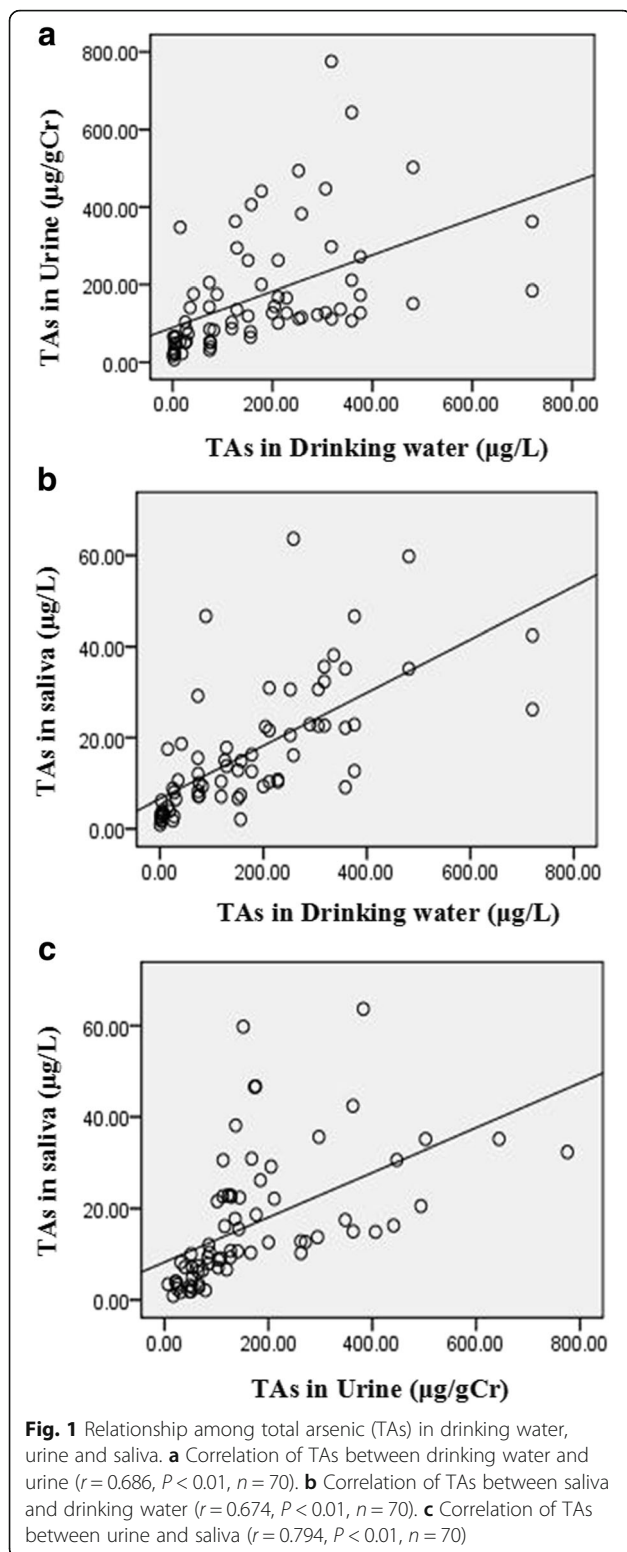 a
800.00
600.00
400.00
200.00
0.00
TAs in Urine (µg/gCr)
0.00 200.00 400.00 600.00 800.00
TAs in Drinking water (µg/L)
b
60.00
40.00
20.00
0.00
TAs in saliva (µg/L)
0.00 200.00 400.00 600.00 800.00
TAs in Drinking water (µg/L)
c
60.00
40.00
20.00
0.00
TAs in saliva (µg/L)
0.00 200.00 400.00 600.00 800.00
TAs in Urine (µg/gCr)
Fig. 1 Relationship among total arsenic (TAs) in drinking water,
urine and saliva. a Correlation of TAs between drinking water and
urine (r = 0.686, P < 0.01, n = 70). b Correlation of TAs between saliva
and drinking water (r = 0.674, P < 0.01, n = 70). c Correlation of TAs
between urine and saliva (r = 0.794, P < 0.01, n = 70)